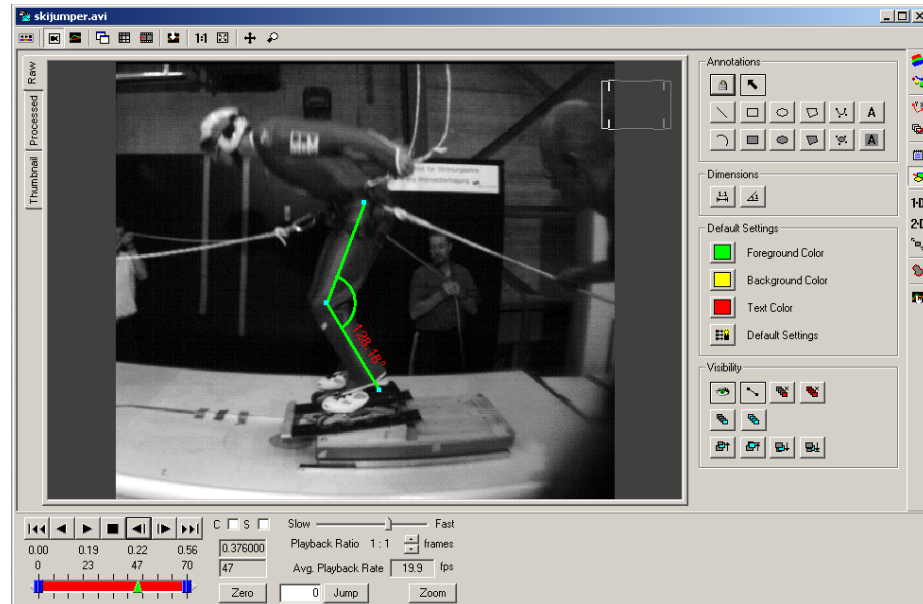 skijumper.avi
1:1
Raw
Processed
Thumbnail
Annotations
A
A
Dimensions
Default Settings
Foreground Color
Background Color
Text Color
Default Settings
Visibility
1-D
2-D
128.18°
C S Slow Fast
0.00 0.19 0.22 0.56
0.376000
Playback Ratio 1 : 1 frames
0 23 47 70
47
Avg. Playback Rate 19.9 fps
Zero 0 Jump Zoom